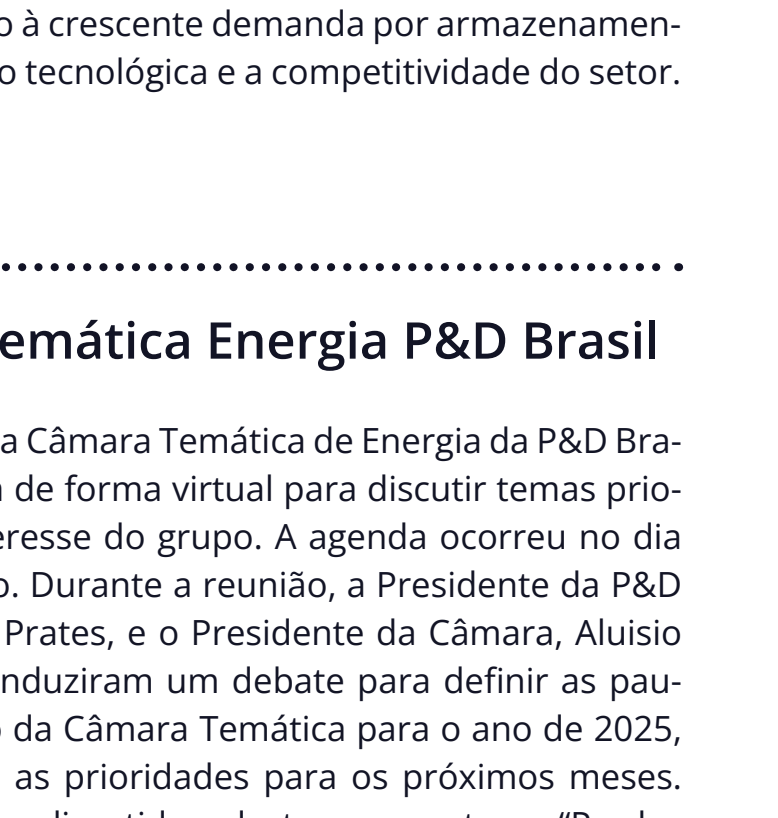 à crescente demanda por armazenamen-
tecnológica e a competitividade do setor.
emática Energia P&D Brasil
a Câmara Temática de Energia da P&D Bra-
de forma virtual para discutir temas prio-
eresse do grupo. A agenda ocorreu no dia
o. Durante a reunião, a Presidente da P&D
Prates, e o Presidente da Câmara, Aluisio
nduziram um debate para definir as pau-
da Câmara Temática para o ano de 2025,
as prioridades para os próximos meses.